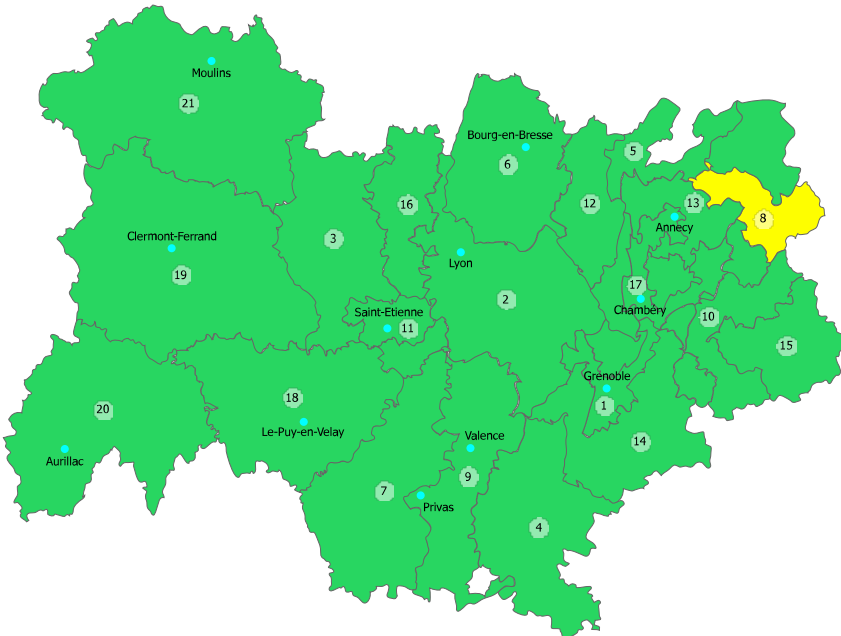 Moulins
21
Bourg-en-Bresse
6
5
12
16
13
Annecy
8
3
Clermont-Ferrand
19
Lyon
2
17
Chambéry
10
15
Saint-Etienne
11
Grenoble
1
18
Le-Puy-en-Velay
20
Aurillac
14
Valence
9
7
Privas
4